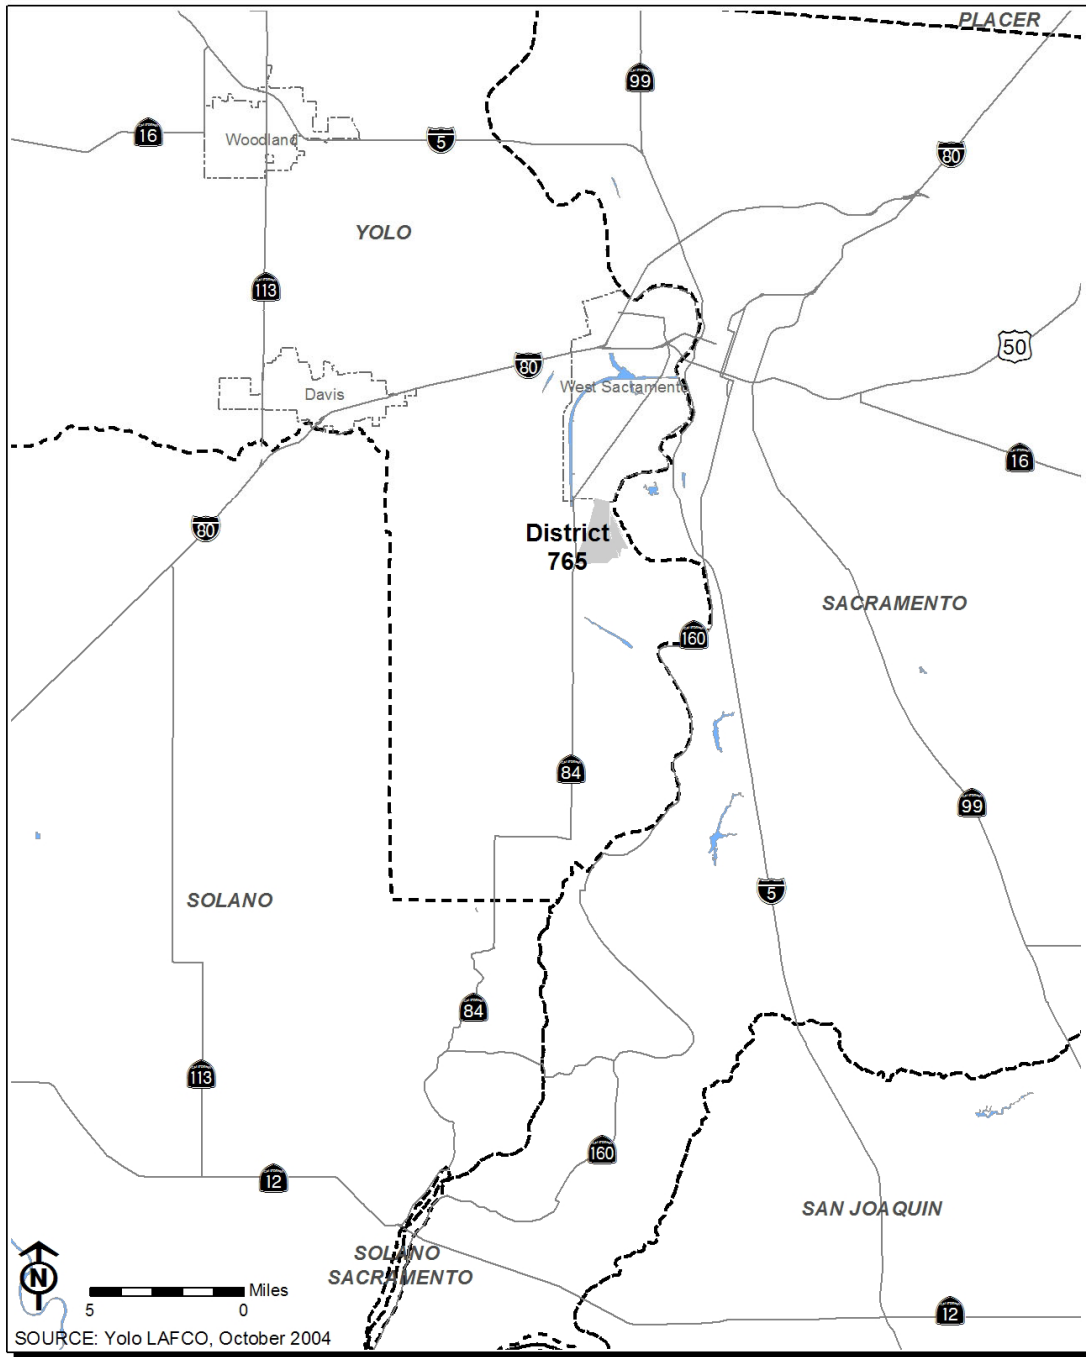 PLACER
99
16
Woodland
5
80
YOLO
113
50
80
West Sacramento
Davis
16
80
District
765
SACRAMENTO
160
84
99
5
SOLANO
84
113
160
12
SAN JOAQUIN
SOLANO
SACRAMENTO
N
Miles
5 0
12
SOURCE: Yolo LAFCO, October 2004